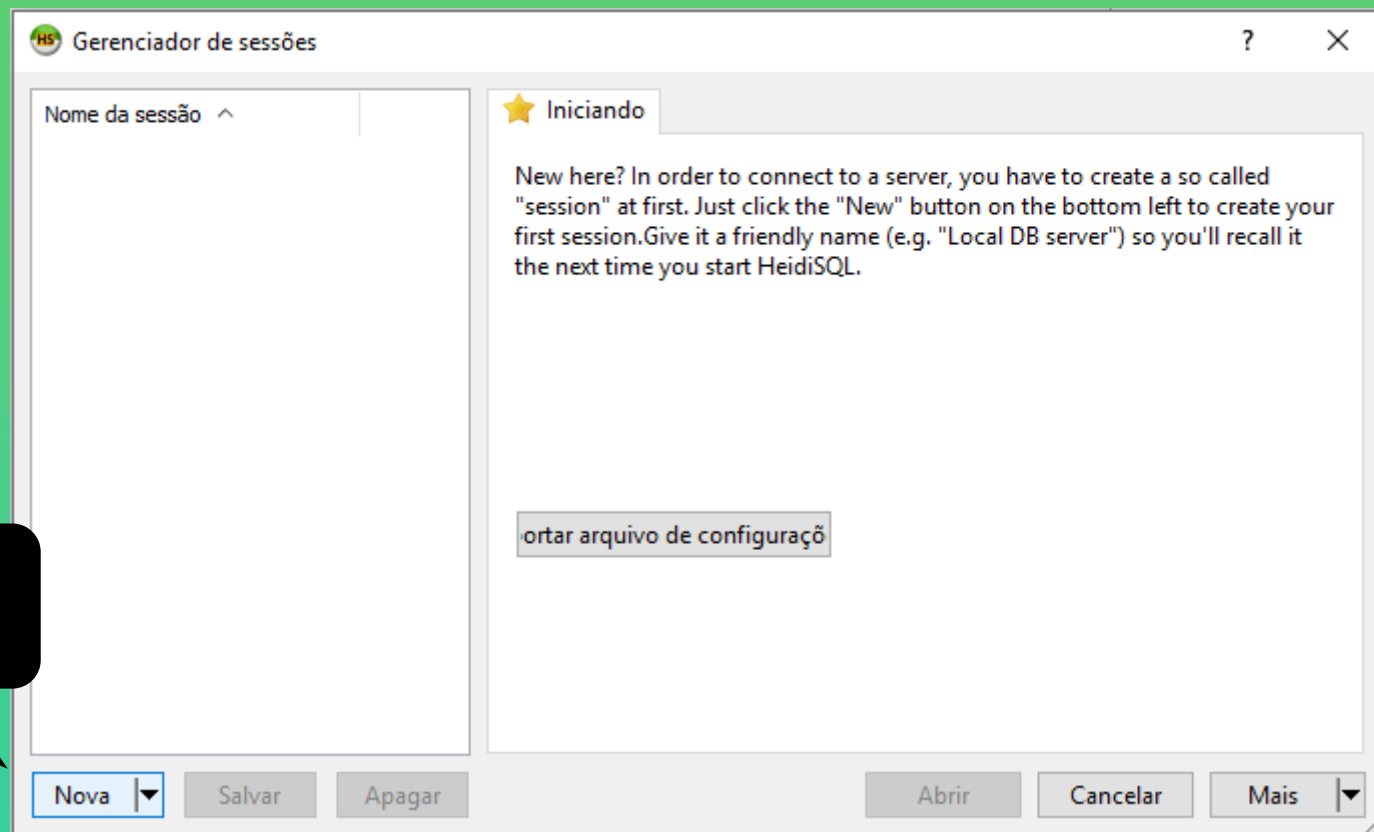 HS Gerenciador de sessões ?
Nome da sessão
Iniciando
New here? In order to connect to a server, you have to create a so called
"session" at first. Just click the "New" button on the bottom left to create your
first session.Give it a friendly name (e.g. "Local DB server") so you'll recall it
the next time you start HeidiSQL.
ortar arquivo de configuraçõ
Nova Salvar Apagar Abrir Cancelar Mais